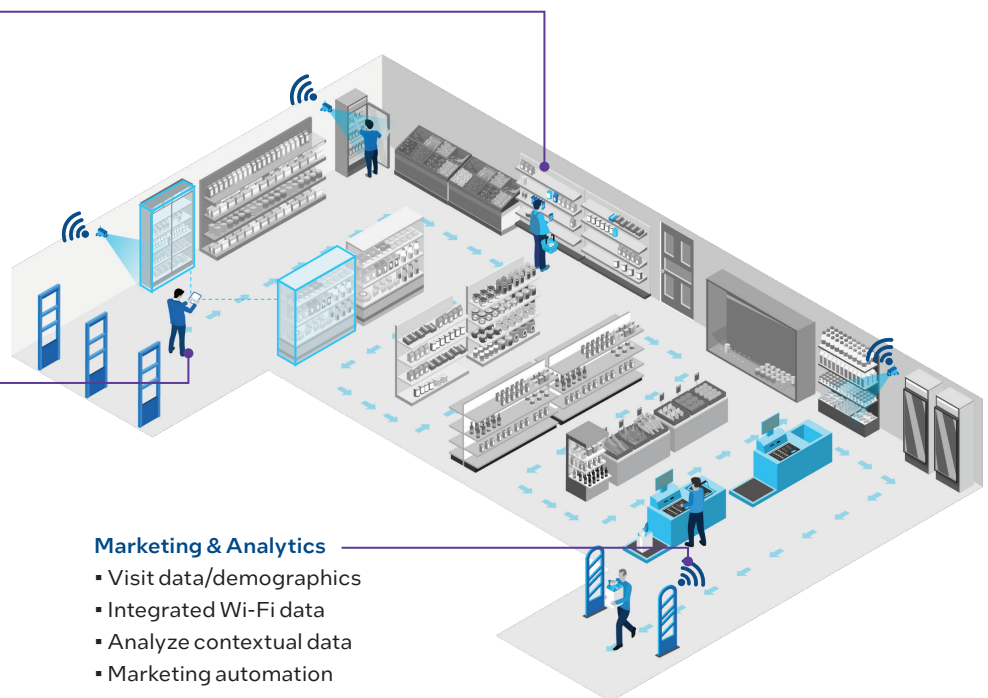 Marketing & Analytics
▪ Visit data/demographics
▪ Integrated Wi-Fi data
▪ Analyze contextual data
▪ Marketing automation